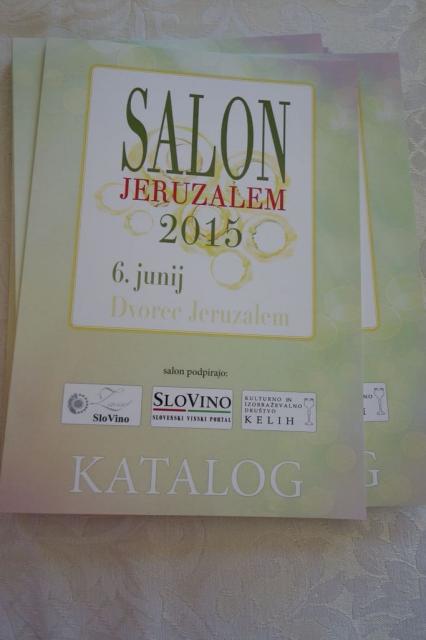 SALON
JERUZALEM
2015
6. junij
Dvorec Jeruzalem
salon podpirajo:
SloVino
SLOVINO
SLOVENSKI VINSKI PORTAL
KULTURNO IN
IZOBRAŽEVALNO
DRUŠTVO
KELIH
KATALOG
NO
H
G